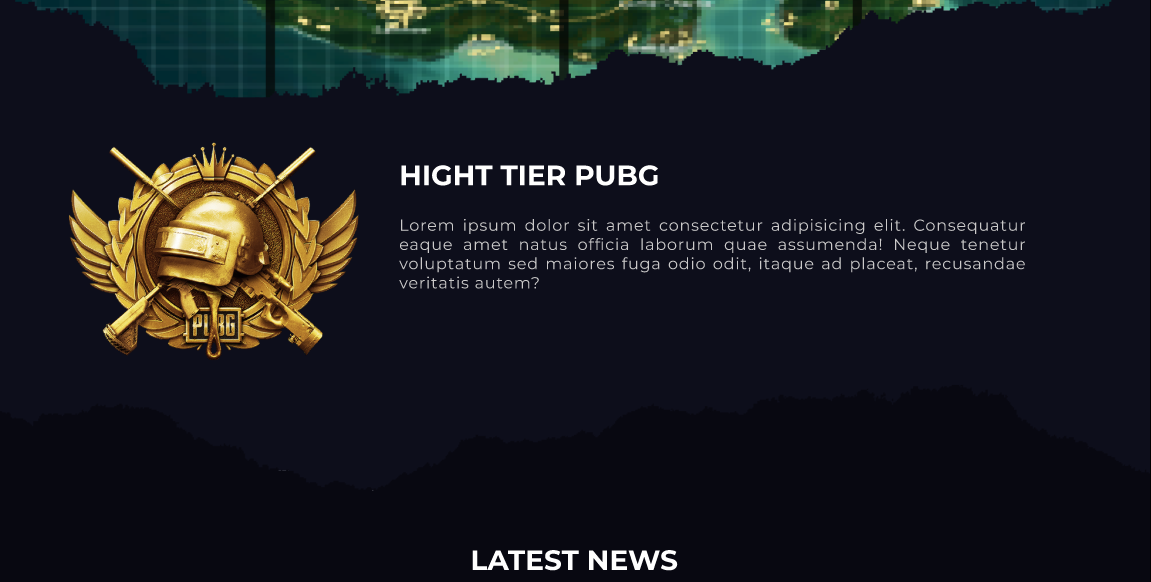 HIGHT TIER PUBG
Lorem ipsum dolor sit amet consectetur adipisicing elit. Consequatur
eaque amet natus officia laborum quae assumenda! Neque tenetur
voluptatum sed maiores fuga odio odit, itaque ad placeat, recusandae
veritatis autem?
PUBG
LATEST NEWS